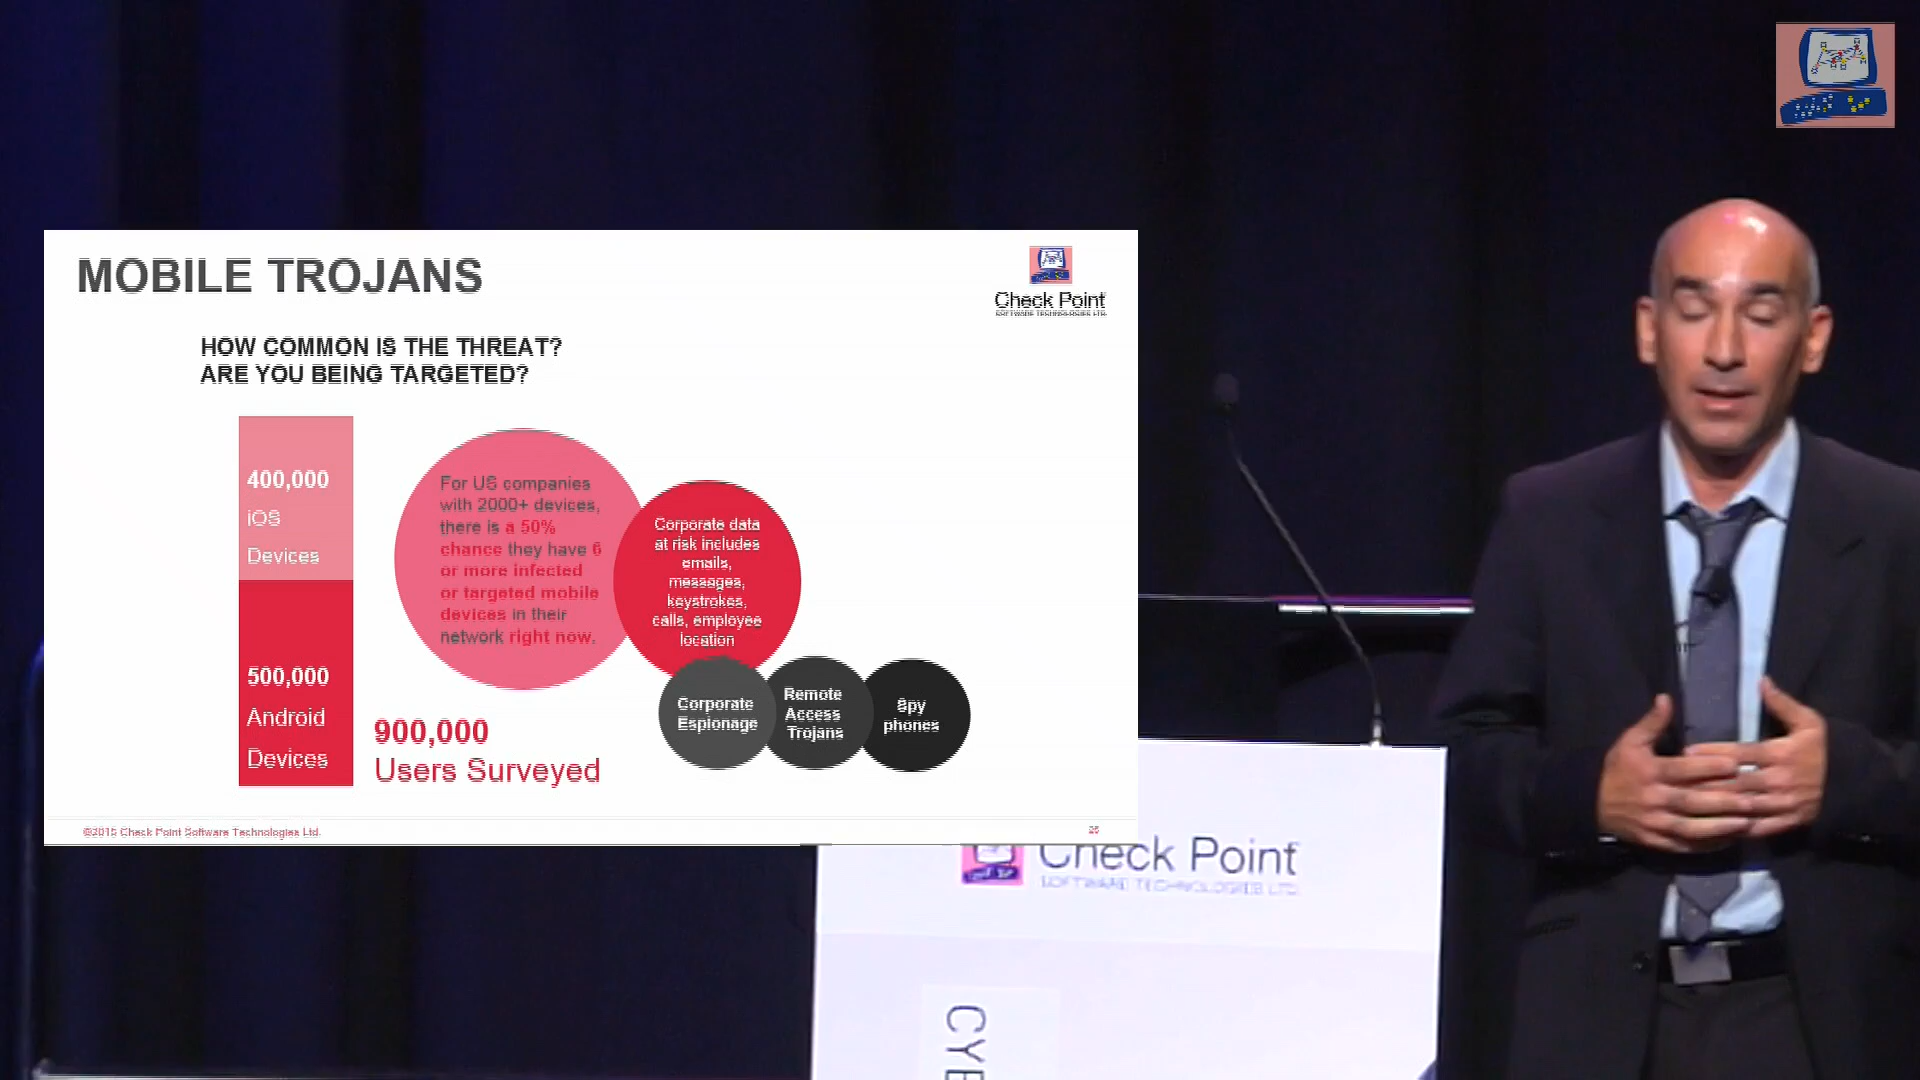 MOBILE TROJANS
Check Point
SOFTWARE TECHNOLOGIES LTD.
HOW COMMON IS THE THREAT?
ARE YOU BEING TARGETED?
400,000
iOS
Devices
500,000
Android
Devices
For US companies
with 2000+ devices,
there is a 50%
chance they have 6
or more infected
or targeted mobile
devices in their
network right now.
Corporate data
at risk includes
emails,
messages,
keystrokes,
calls, employee
location
Corporate
Espionage
Remote
Access
Trojans
Spy
phones
900,000
Users Surveyed
©2015 Check Point Software Technologies Ltd.
Check Point
SOFTWARE TECHNOLOGIES LTD.
CYB